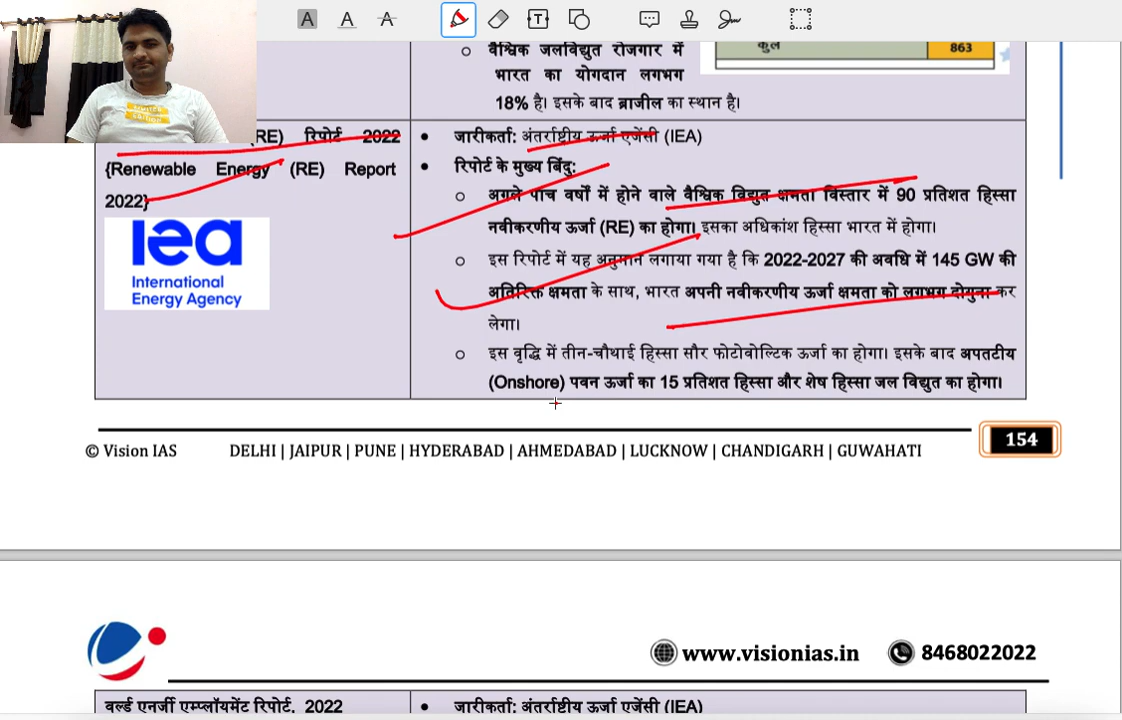 वैश्विक जलविद्युत रोजगार में
भारत का योगदान लगभग
18% है। इसके बाद ब्राजील का स्थान है।
कुल 863
(RE) रिपोर्ट 2022
{Renewable Energy (RE) Report
2022}
iea
International
Energy Agency
• जारीकर्ता: अंतर्राष्ट्रीय ऊर्जा एजेंसी (IEA)
• रिपोर्ट के मुख्य बिंदु:
o अगले पांच वर्षों में होने वाले वैश्विक विद्युत क्षमता विस्तार में 90 प्रतिशत हिस्सा
नवीकरणीय ऊर्जा (RE) का होगा। इसका अधिकांश हिस्सा भारत में होगा।
o इस रिपोर्ट में यह अनुमान लगाया गया है कि 2022-2027 की अवधि में 145 GW की
अतिरिक्त क्षमता के साथ, भारत अपनी नवीकरणीय ऊर्जा क्षमता को लगभग दोगुना कर
लेगा।
o इस वृद्धि में तीन-चौथाई हिस्सा सौर फोटोवोल्टिक ऊर्जा का होगा। इसके बाद अपतटीय
(Onshore) पवन ऊर्जा का 15 प्रतिशत हिस्सा और शेष हिस्सा जल विद्युत का होगा।
© Vision IAS DELHI | JAIPUR | PUNE | HYDERABAD | AHMEDABAD | LUCKNOW | CHANDIGARH | GUWAHATI 154
www.visionias.in 8468022022
वर्ल्ड एनर्जी एम्प्लॉयमेंट रिपोर्ट, 2022
• जारीकर्ता: अंतर्राष्ट्रीय ऊर्जा एजेंसी (IEA)